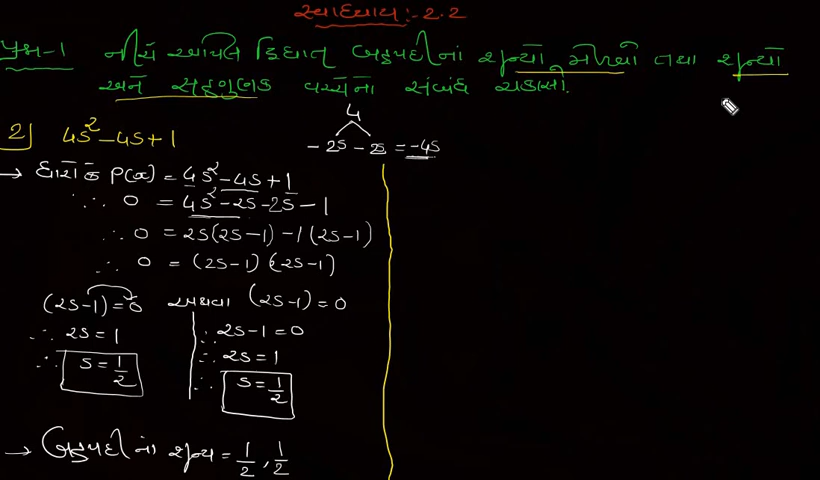 સ્વાધ્યાય:-2.2
પ્રશ્ન-1 નીચે આપેલ દ્વિઘાત બહુપદીનાં શૂન્યો મેળવો તથા શૂન્યો
અને સહગુણક વચ્ચેના સંબંધ ચકાસો.
2] 4s² - 4s + 1
4
- 2s - 2s = -4s
→ ધારો કે P(x) = 4s² - 4s + 1
∴ 0 = 4s² - 2s - 2s - 1
∴ 0 = 2s(2s - 1) - 1(2s - 1)
∴ 0 = (2s - 1)(2s - 1)
(2s - 1) = 0 અથવા (2s - 1) = 0
∴ 2s = 1
∴ s = 1/2
∴ 2s - 1 = 0
∴ 2s = 1
∴ s = 1/2
→ બહુપદીનાં શૂન્ય = 1/2, 1/2